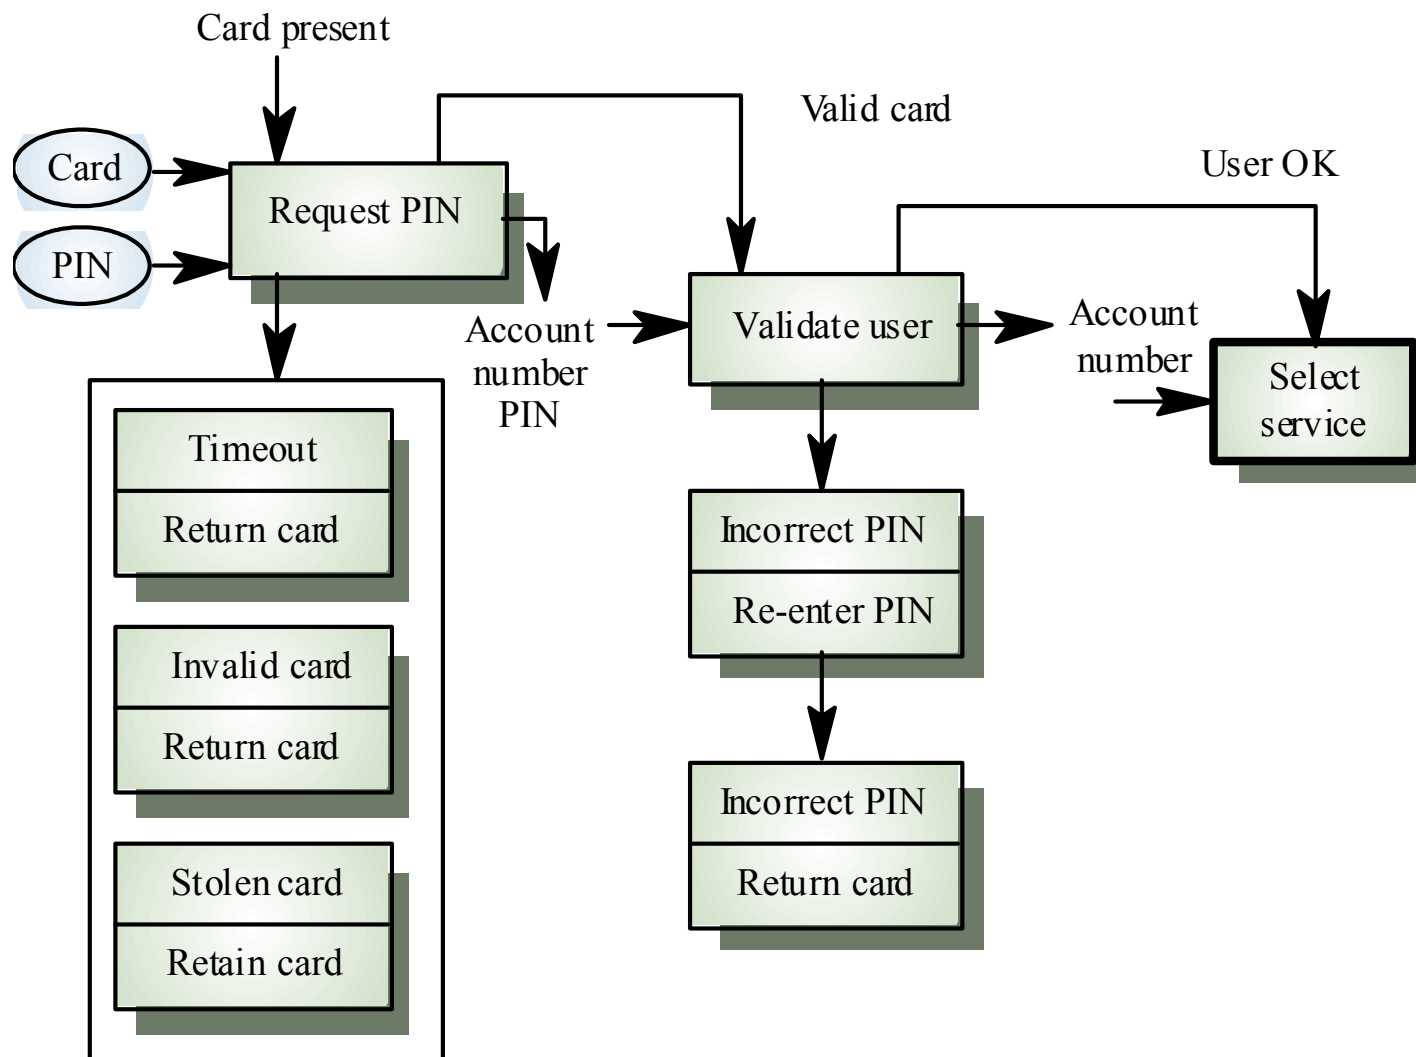 Card present
Valid card
Card
User OK
Request PIN
PIN
Account
number
PIN
Validate user
Account
number
Select
service
Timeout
Return card
Incorrect PIN
Re-enter PIN
Invalid card
Return card
Incorrect PIN
Return card
Stolen card
Retain card